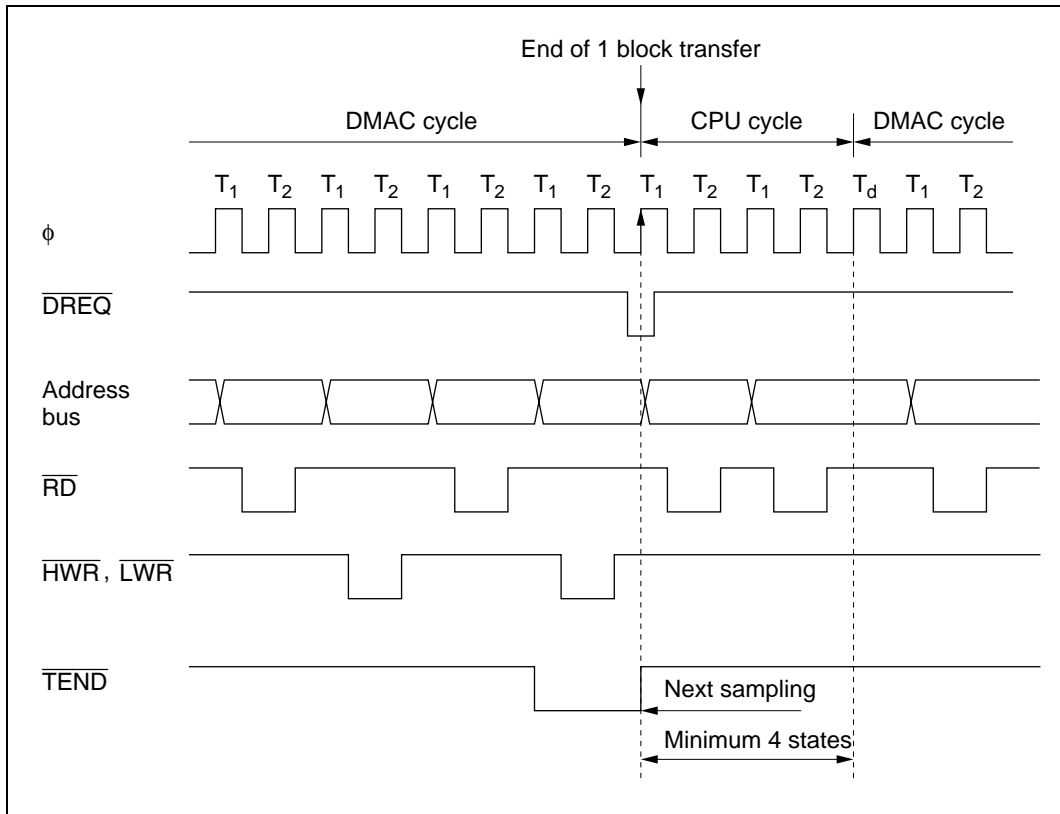 End of 1 block transfer
DMAC cycle CPU cycle DMAC cycle
T1 T2 T1 T2 T1 T2 T1 T2 T1 T2 T1 T2 Td T1 T2
φ
DREQ
Address
bus
RD
HWR, LWR
TEND
Next sampling
Minimum 4 states